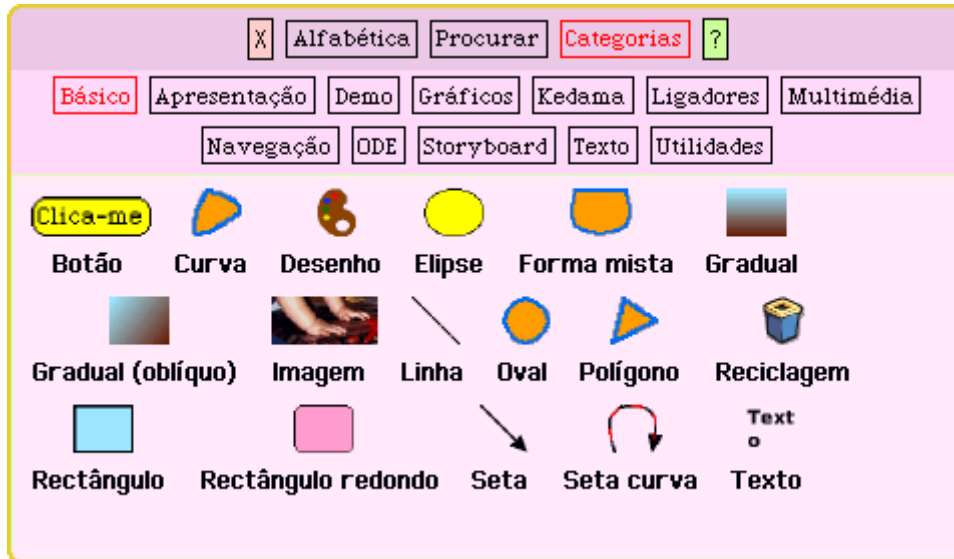 X Alfabética Procurar Categorias ?
Básico Apresentação Demo Gráficos Kedama Ligadores Multimédia
Navegação ODE Storyboard Texto Utilidades
Clica-me
Botão Curva Desenho Elipse Forma mista Gradual
Gradual (oblíquo) Imagem Linha Oval Polígono Reciclagem
Text
o
Rectângulo Rectângulo redondo Seta Seta curva Texto